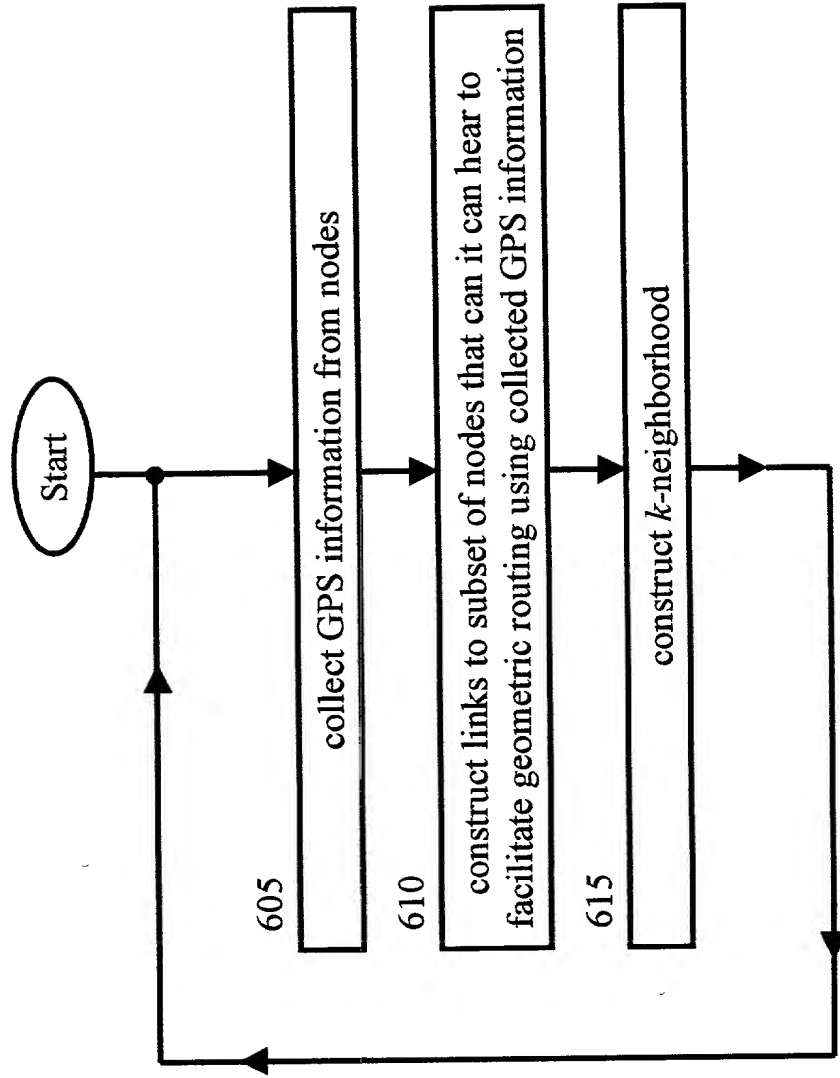 Start
605
collect GPS information from nodes
610
construct links to subset of nodes that can it can hear to
facilitate geometric routing using collected GPS information
615
construct k-neighborhood